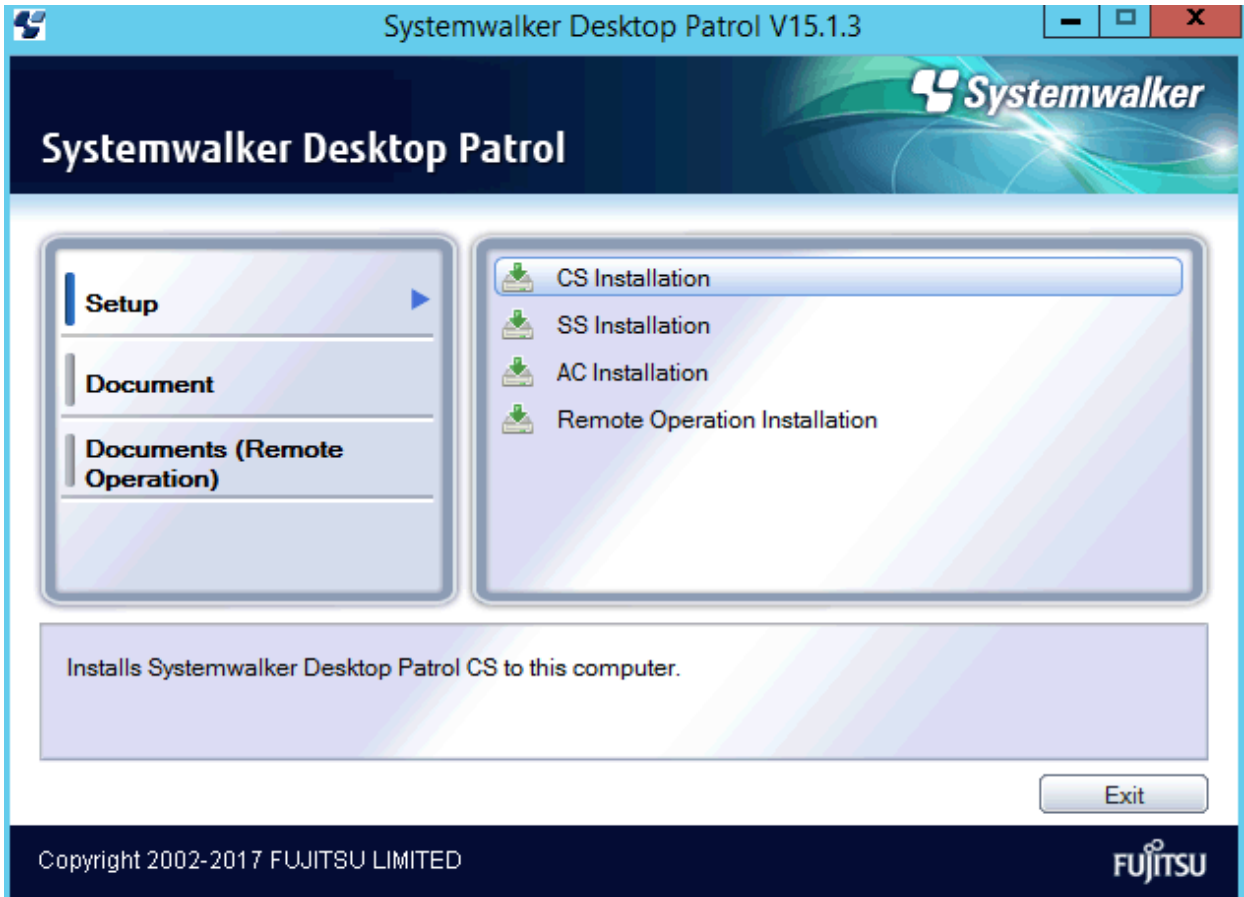 Systemwalker Desktop Patrol V15.1.3
Systemwalker
Systemwalker Desktop Patrol
Setup
Document
Documents (Remote
Operation)
CS Installation
SS Installation
AC Installation
Remote Operation Installation
Installs Systemwalker Desktop Patrol CS to this computer.
Exit
Copyright 2002-2017 FUJITSU LIMITED
FUJITSU